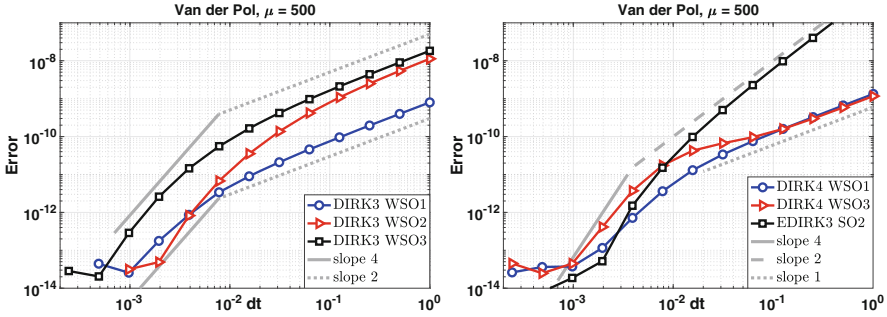 Van der Pol, μ = 500
Error
10^-8
10^-10
10^-12
10^-14
10^-3
10^-2
dt
10^-1
10^0
DIRK3 WSO1
DIRK3 WSO2
DIRK3 WSO3
slope 4
slope 2
Van der Pol, μ = 500
Error
10^-8
10^-10
10^-12
10^-14
10^-3
10^-2
dt
10^-1
10^0
DIRK4 WSO1
DIRK4 WSO3
EDIRK3 SO2
slope 4
slope 2
slope 1